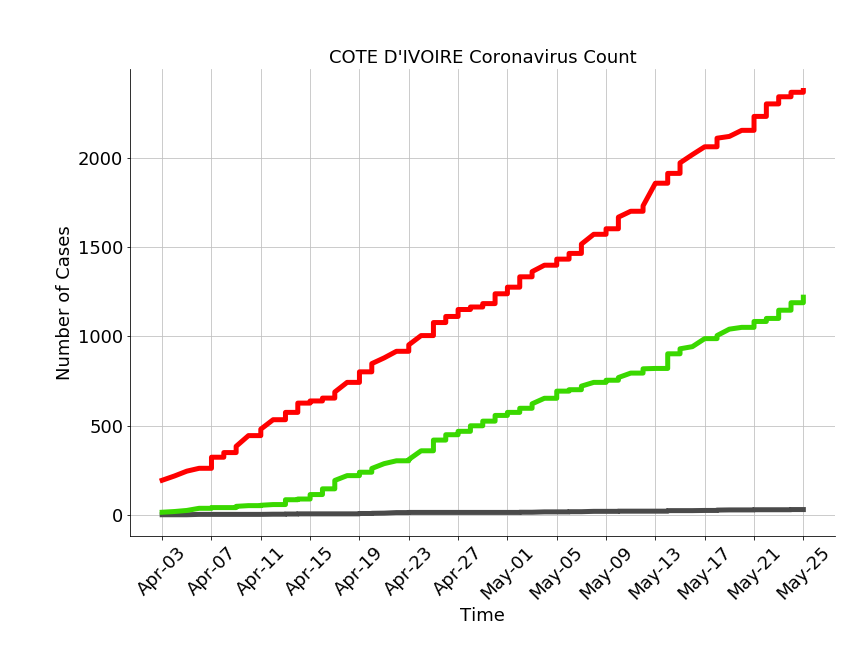 COTE D'IVOIRE Coronavirus Count
Number of Cases
2000
1500
1000
500
0
Apr-03
Apr-07
Apr-11
Apr-15
Apr-19
Apr-23
Apr-27
May-01
May-05
May-09
May-13
May-17
May-21
May-25
Time